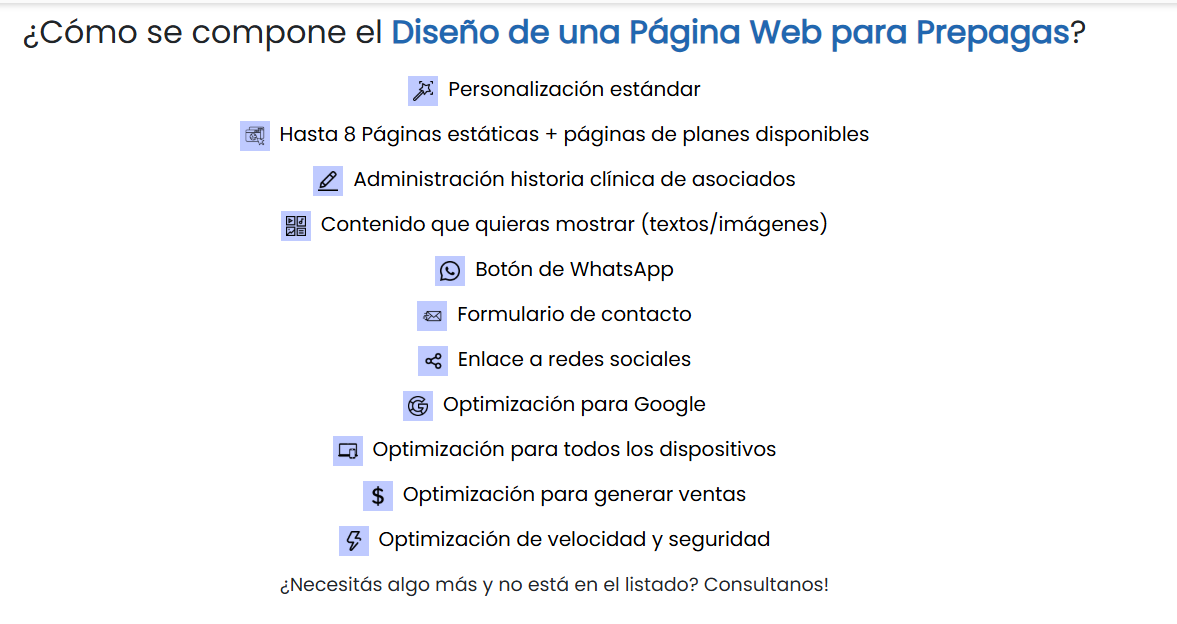 ¿Cómo se compone el Diseño de una Página Web para Prepagas?
Personalización estándar
Hasta 8 Páginas estáticas + páginas de planes disponibles
Administración historia clínica de asociados
Contenido que quieras mostrar (textos/imágenes)
Botón de WhatsApp
Formulario de contacto
Enlace a redes sociales
Optimización para Google
Optimización para todos los dispositivos
Optimización para generar ventas
Optimización de velocidad y seguridad
¿Necesitás algo más y no está en el listado? Consultanos!